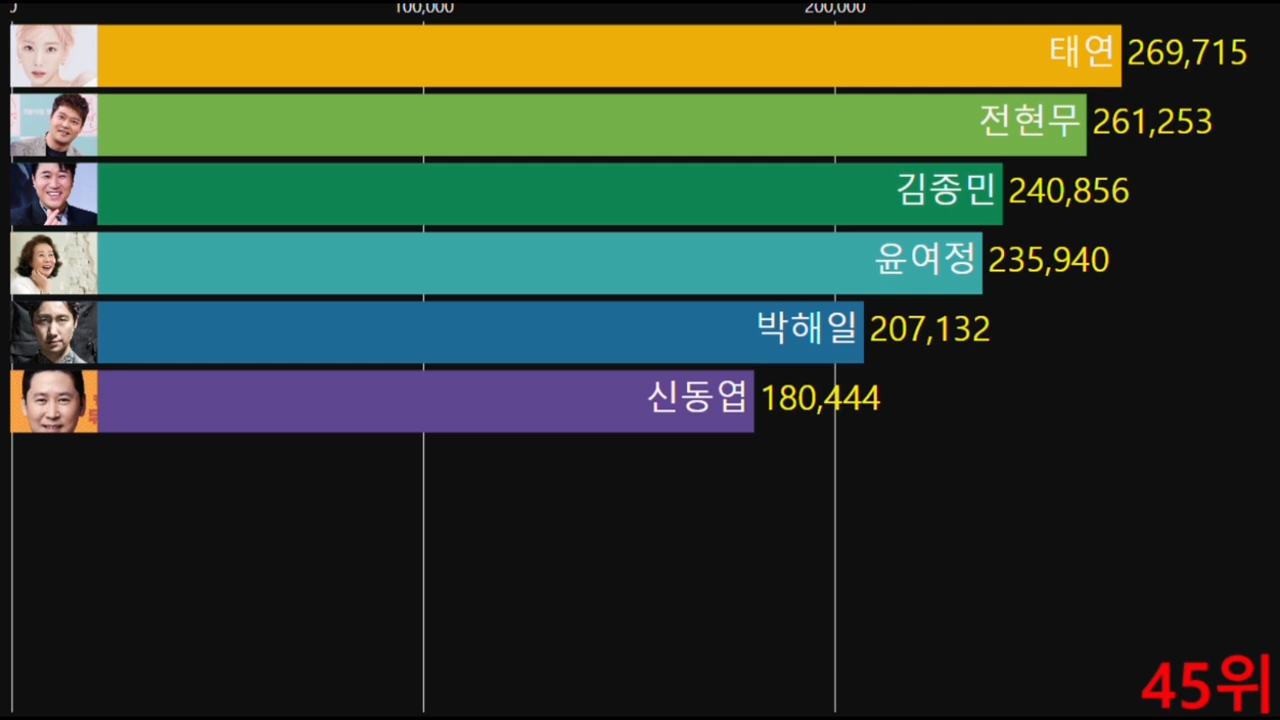 0
100,000
200,000
태연 269,715
전현무 261,253
김종민 240,856
윤여정 235,940
박해일 207,132
신동엽 180,444
45위